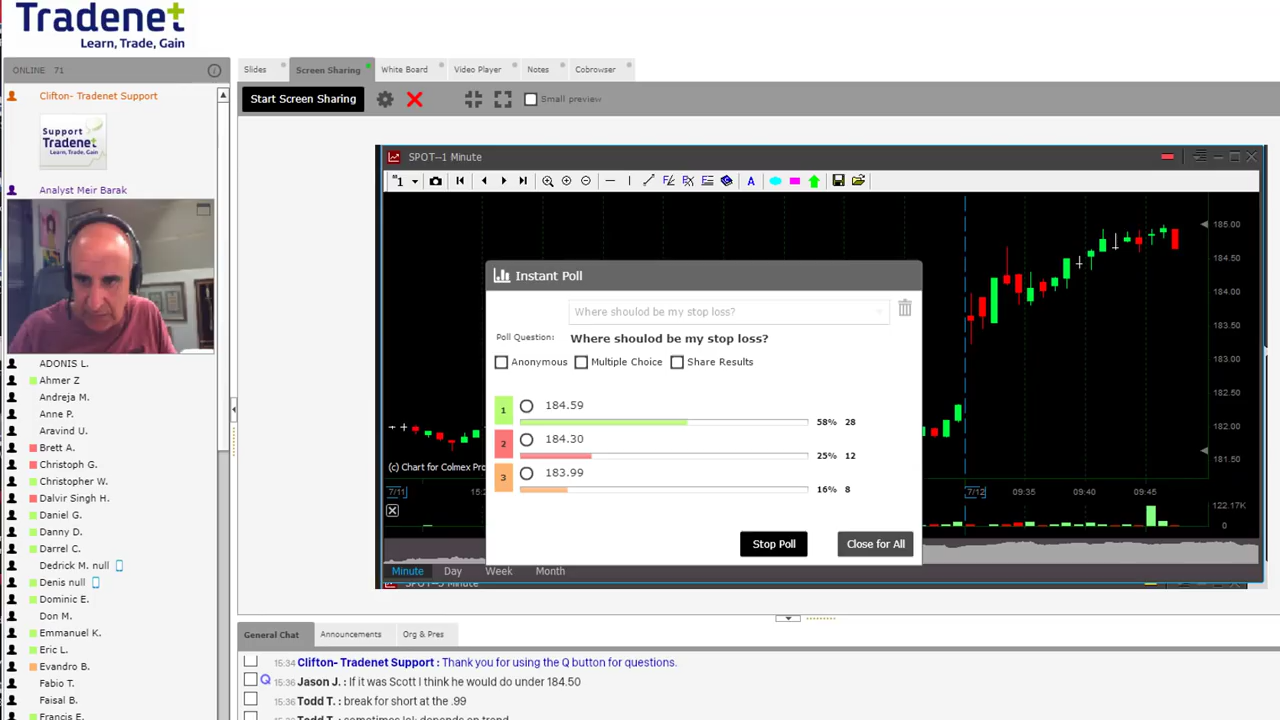 Tradenet
Learn, Trade, Gain
ONLINE 71
Clifton- Tradenet Support
Support
Tradenet
Learn, Trade, Gain
Analyst Meir Barak
ADONIS L.
Ahmer Z
Andreja M.
Anne P.
Aravind U.
Brett A.
Christoph G.
Christopher W.
Dalvir Singh H.
Daniel G.
Danny D.
Darrel C.
Dedrick M. null
Denis null
Dominic E.
Don M.
Emmanuel K.
Eric L.
Evandro B.
Fabio T.
Faisal B.
Francis E.
Slides
Screen Sharing
White Board
Video Player
Notes
Cobrowser
Start Screen Sharing
Small preview
SPOT--1 Minute
"1
A
185.00
184.50
184.00
183.50
183.00
182.50
182.00
181.50
Instant Poll
Where shoulod be my stop loss?
Poll Question: Where shoulod be my stop loss?
Anonymous Multiple Choice Share Results
1 184.59
58% 28
2 184.30
25% 12
3 183.99
16% 8
Stop Poll Close for All
(c) Chart for Colmex Pro
7/11 15:2
7/12 09:35 09:40 09:45
122.17K
0
Minute Day Week Month
General Chat
Announcements
Org & Pres
15:34 Clifton- Tradenet Support : Thank you for using the Q button for questions.
Q 15:36 Jason J. : If it was Scott I think he would do under 184.50
15:36 Todd T. : break for short at the .99